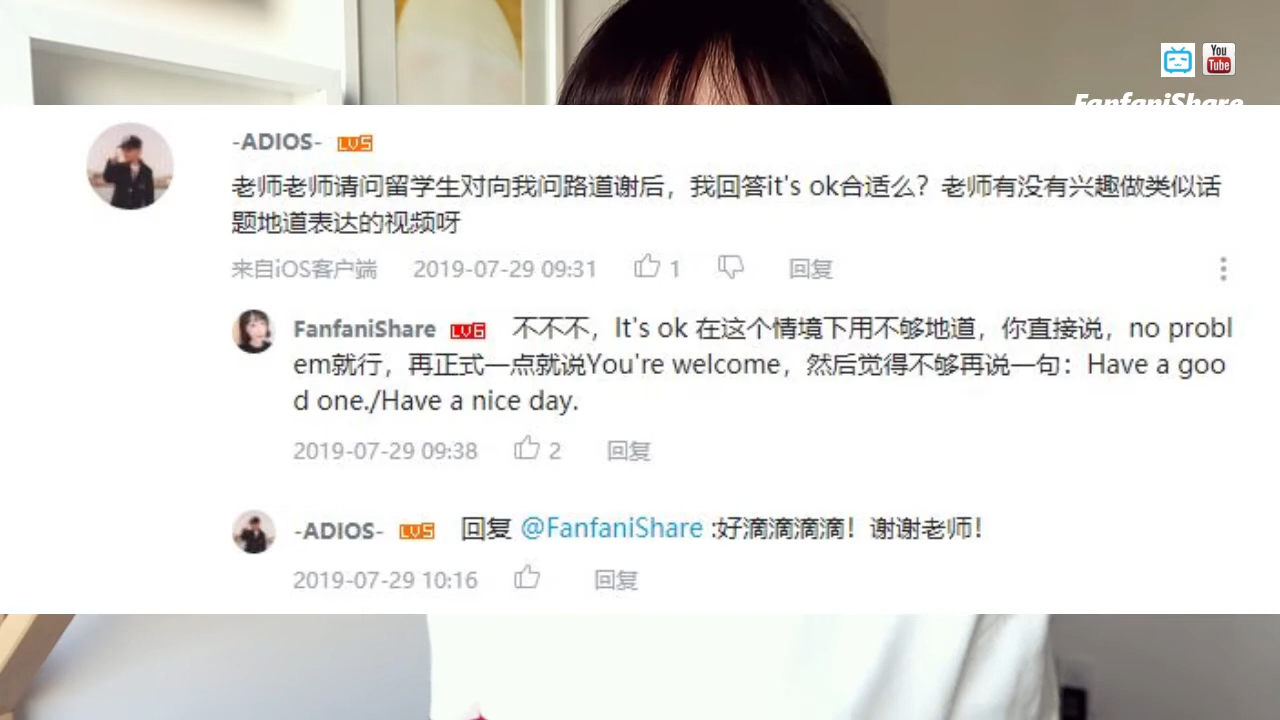 You
Tube
FanfaniShare
-ADIOS- LV5
老师老师请问留学生对向我问路道谢后，我回答it's ok合适么？老师有没有兴趣做类似话
题地道表达的视频呀
来自iOS客户端 2019-07-29 09:31 1 回复
FanfaniShare LV6 不不不，It's ok 在这个情境下用不够地道，你直接说，no probl
em就行，再正式一点就说You're welcome，然后觉得不够再说一句：Have a goo
d one./Have a nice day.
2019-07-29 09:38 2 回复
-ADIOS- LV5 回复 @FanfaniShare :好滴滴滴滴！谢谢老师！
2019-07-29 10:16 回复